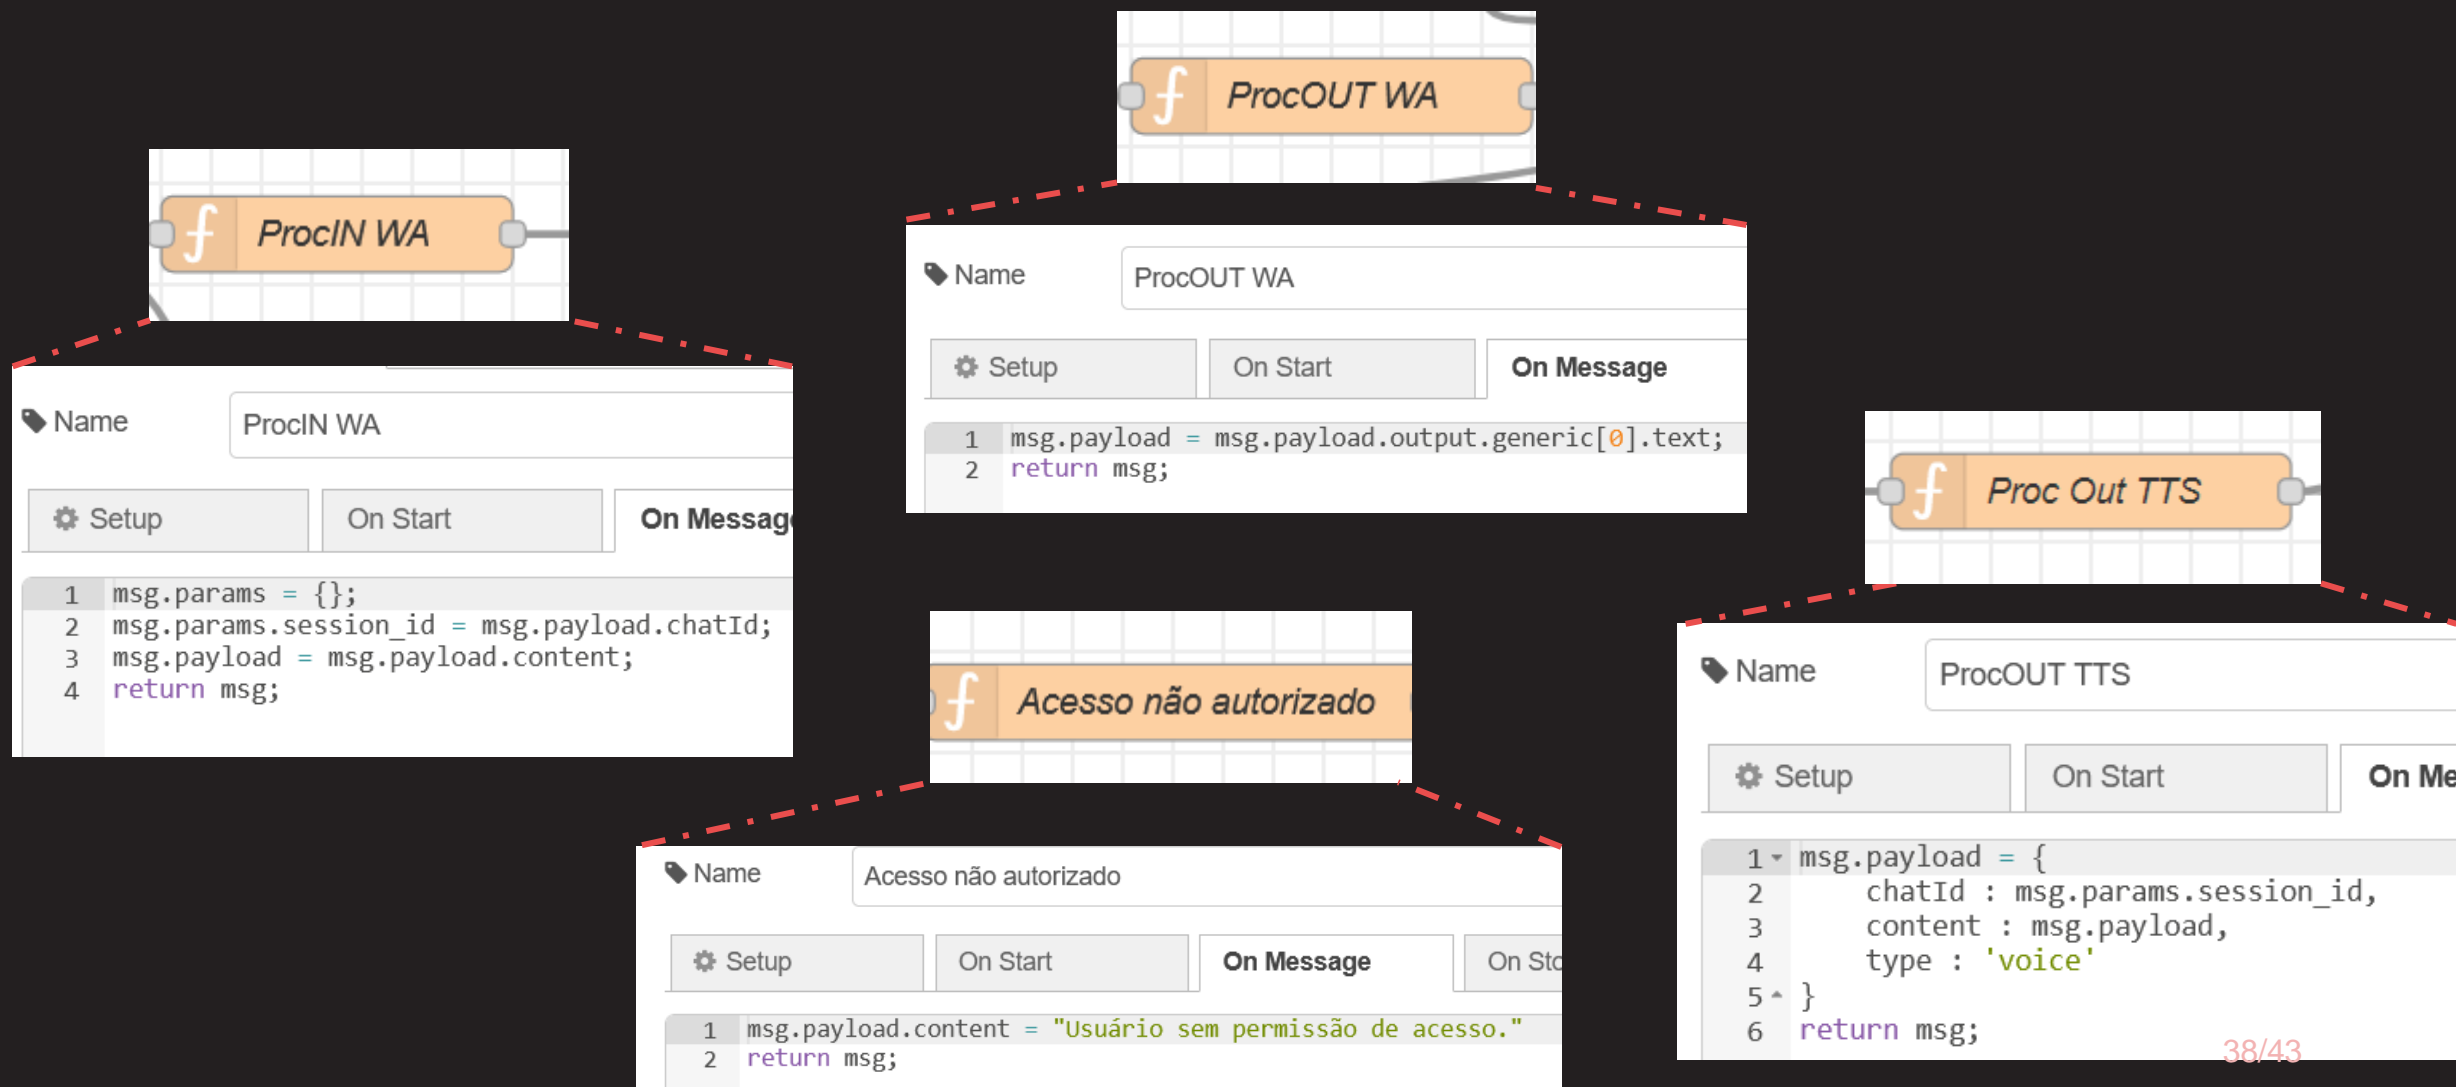 ProcIN WA
Name ProcIN WA
Setup On Start On Messag
1 msg.params = {};
2 msg.params.session_id = msg.payload.chatId;
3 msg.payload = msg.payload.content;
4 return msg;
ProcOUT WA
Name ProcOUT WA
Setup On Start On Message
1 msg.payload = msg.payload.output.generic[0].text;
2 return msg;
Acesso não autorizado
Name Acesso não autorizado
Setup On Start On Message On Sto
1 msg.payload.content = "Usuário sem permissão de acesso."
2 return msg;
Proc Out TTS
Name ProcOUT TTS
Setup On Start On Me
1 msg.payload = {
2 chatId : msg.params.session_id,
3 content : msg.payload,
4 type : 'voice'
5 }
6 return msg;
38/43